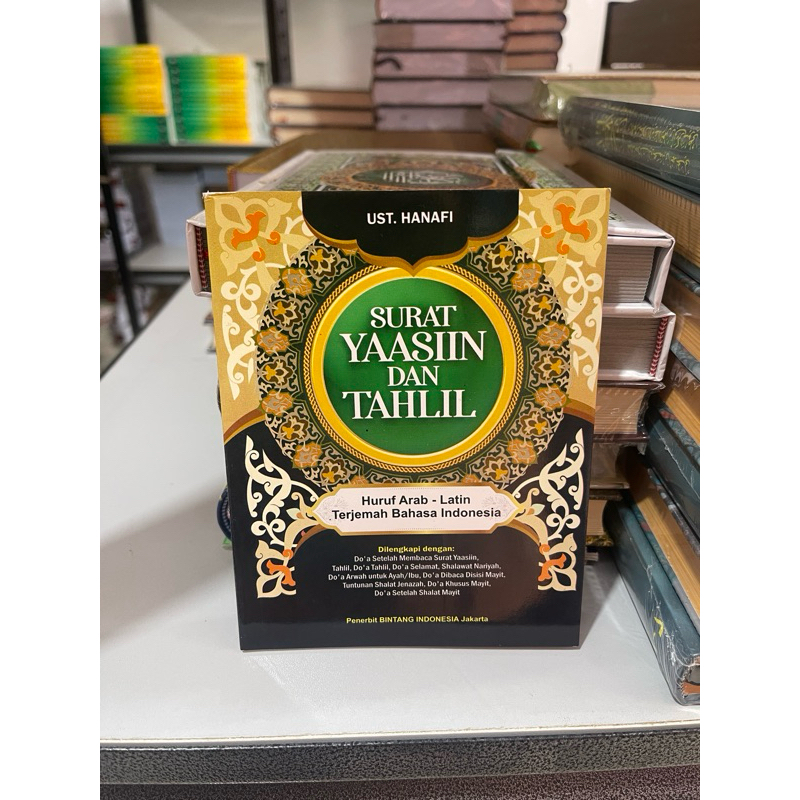 UST. HANAFI
SURAT
YAASIIN
DAN
TAHLIL
Huruf Arab - Latin
Terjemah Bahasa Indonesia
Dilengkapi dengan:
Do'a Setelah Membaca Surat Yaasiin,
Tahlil, Do'a Tahlil, Do'a Selamat, Shalawat Nariyah,
Do'a Arwah untuk Ayah/Ibu, Do'a Dibaca Disisi Mayit,
Tuntunan Shalat Jenazah, Do'a Khusus Mayit,
Do'a Setelah Shalat Mayit
Penerbit BINTANG INDONESIA Jakarta